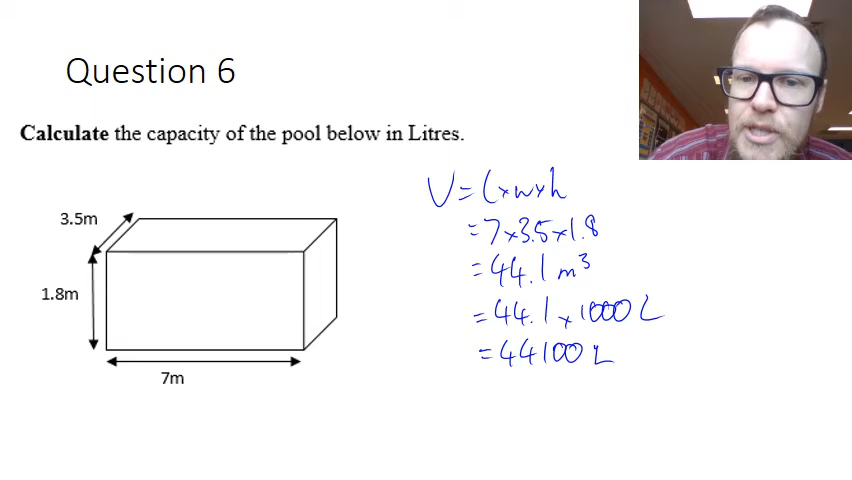 Question 6
Calculate the capacity of the pool below in Litres.
3.5m
1.8m
7m
V = l×w×h
= 7×3.5×1.8
= 44.1 m³
= 44.1 × 1000 L
= 44100 L